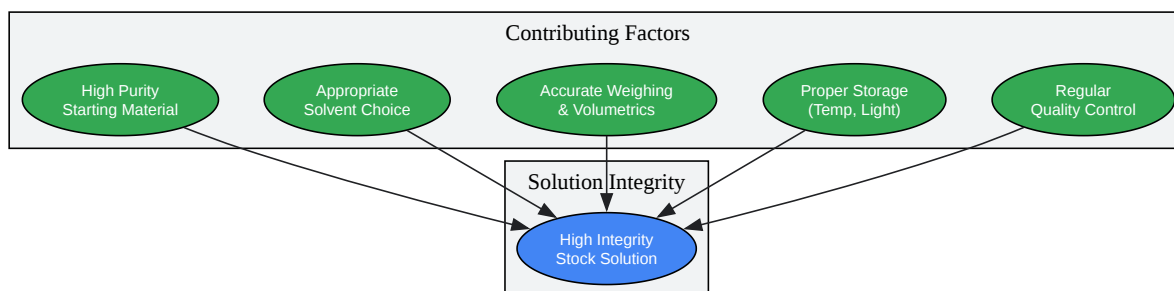 Contributing Factors
High Purity
Starting Material
Appropriate
Solvent Choice
Accurate Weighing
& Volumetrics
Proper Storage
(Temp, Light)
Regular
Quality Control
Solution Integrity
High Integrity
Stock Solution